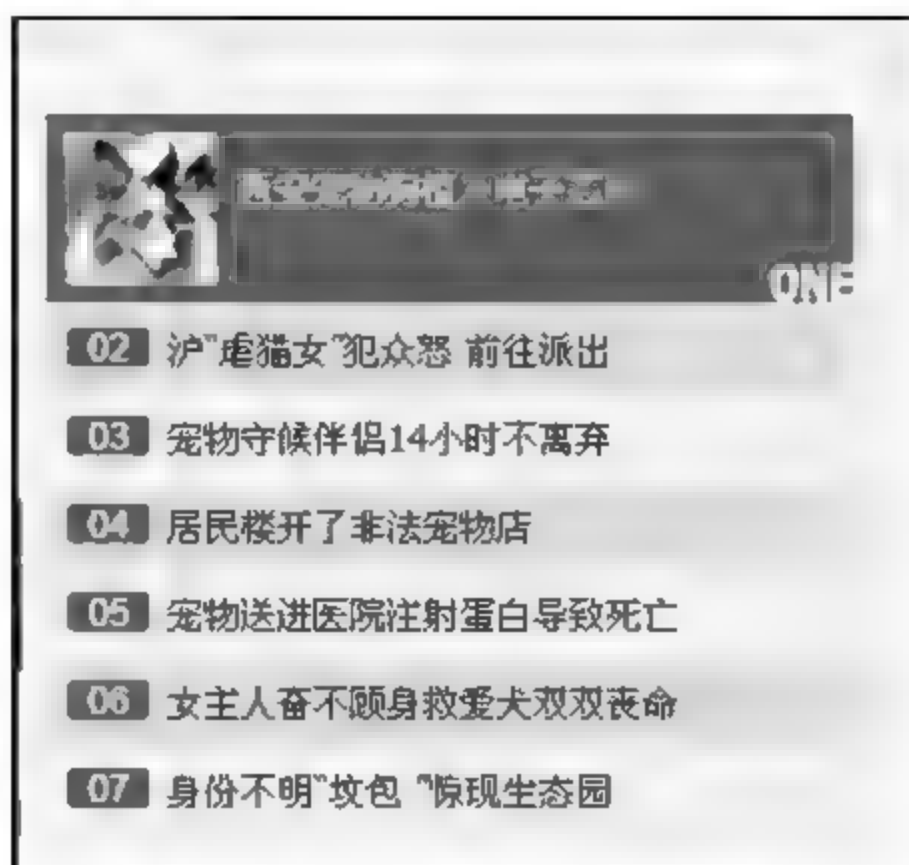 ONE
02 沪"虐猫女"犯众怒 前往派出
03 宠物守候伴侣14小时不离弃
04 居民楼开了非法宠物店
05 宠物送进医院注射蛋白导致死亡
06 女主人奋不顾身救爱犬双双丧命
07 身份不明"坟包 "惊现生态园